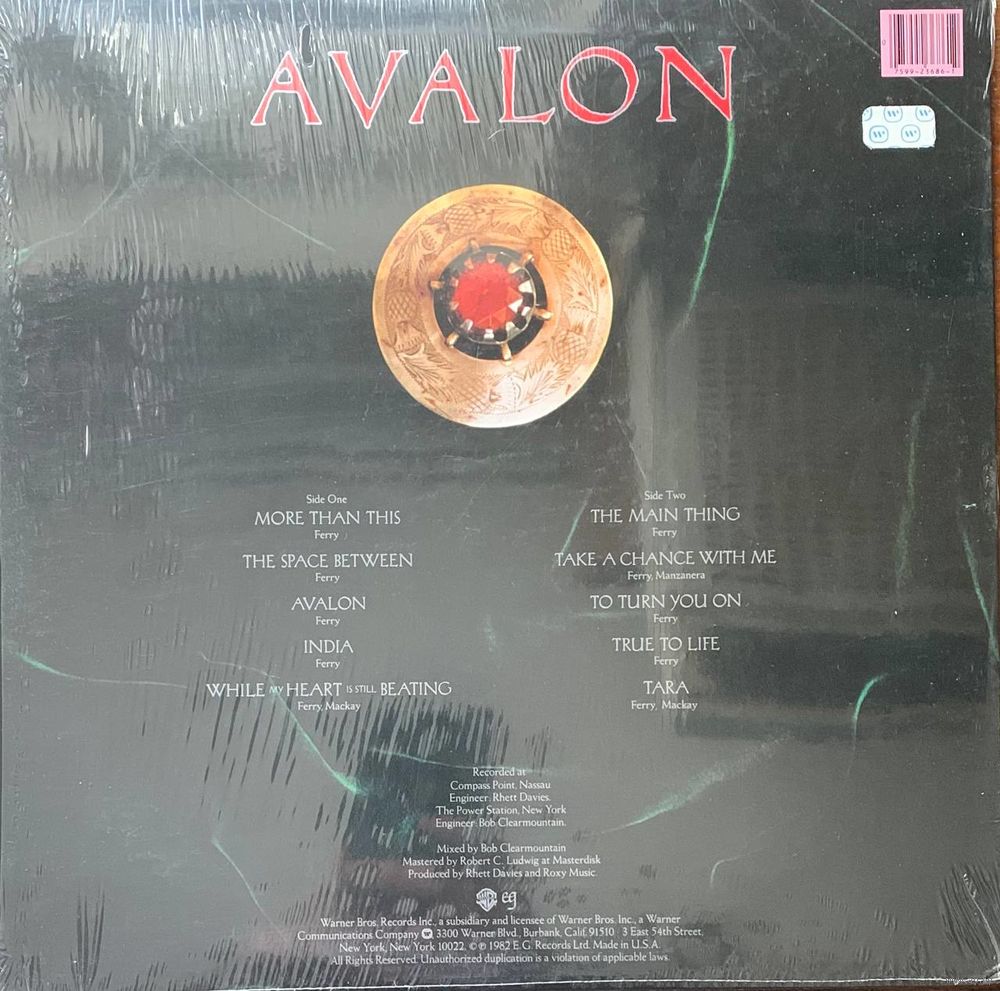 AVALON
7599-23686-1
Side One
MORE THAN THIS
Ferry
THE SPACE BETWEEN
Ferry
AVALON
Ferry
INDIA
Ferry
WHILE MY HEART IS STILL BEATING
Ferry, Mackay
Side Two
THE MAIN THING
Ferry
TAKE A CHANCE WITH ME
Ferry, Manzanera
TO TURN YOU ON
Ferry
TRUE TO LIFE
Ferry
TARA
Ferry, Mackay
Recorded at
Compass Point, Nassau
Engineer: Rhett Davies.
The Power Station, New York
Engineer: Bob Clearmountain.
Mixed by Bob Clearmountain
Mastered by Robert C. Ludwig at Masterdisk
Produced by Rhett Davies and Roxy Music.
eg
Warner Bros. Records Inc., a subsidiary and licensee of Warner Bros. Inc., a Warner
Communications Company 3300 Warner Blvd., Burbank, Calif. 91510 · 3 East 54th Street,
New York, New York 10022. © ℗ 1982 E.G. Records Ltd. Made in U.S.A.
All Rights Reserved. Unauthorized duplication is a violation of applicable laws.